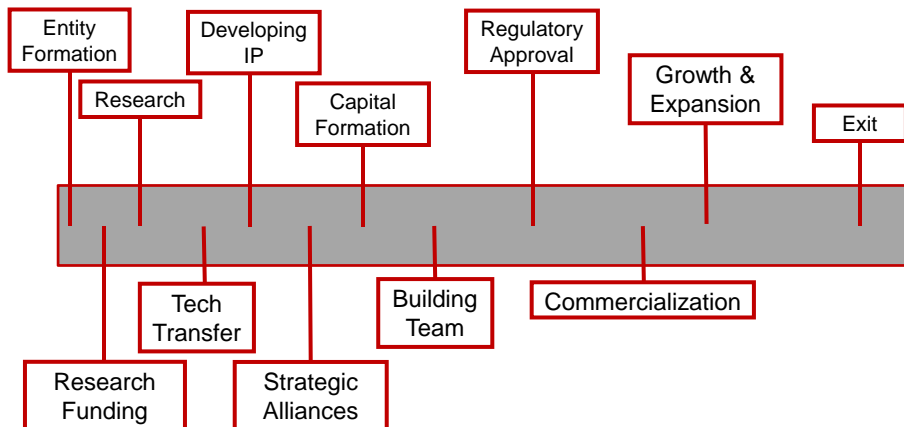 Entity
Formation
Developing
IP
Regulatory
Approval
Growth &
Expansion
Research
Capital
Formation
Exit
Tech
Transfer
Building
Team
Commercialization
Research
Funding
Strategic
Alliances